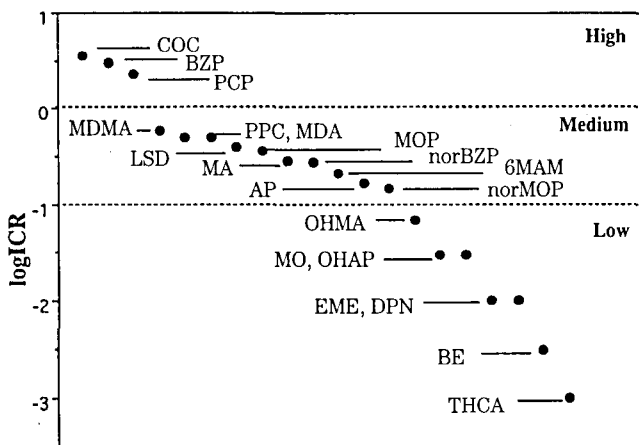 1
High
COC
BZP
PCP
0
Medium
MDMA
PPC, MDA
MOP
LSD
norBZP
MA
6MAM
AP
norMOP
-1
OHMA
Low
logICR
MO, OHAP
-2
EME, DPN
BE
-3
THCA